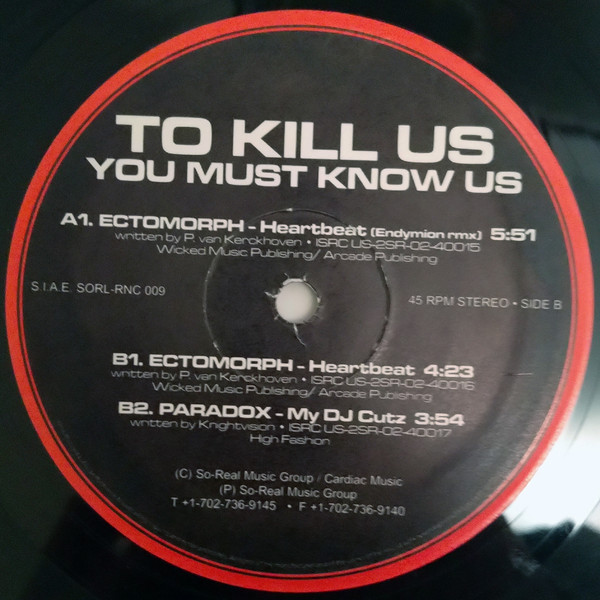 TO KILL US
YOU MUST KNOW US
A1. ECTOMORPH - Heartbeat (Endymion rmx) 5:51
written by P. van Kerckhoven • ISRC US-2SR-02-40015
Wicked Music Publishing/ Arcade Publishing
S.I.A.E. SORL-RNC 009
45 RPM STEREO • SIDE B
B1. ECTOMORPH - Heartbeat 4:23
written by P. van Kerckhoven • ISRC US-2SR-02-40016
Wicked Music Publishing/ Arcade Publishing
B2. PARADOX - My DJ Cutz 3:54
written by Knightvision • ISRC US-2SR-02-40017
High Fashion
(C) So-Real Music Group / Cardiac Music
(P) So-Real Music Group
T +1-702-736-9145 • F +1-702-736-9140